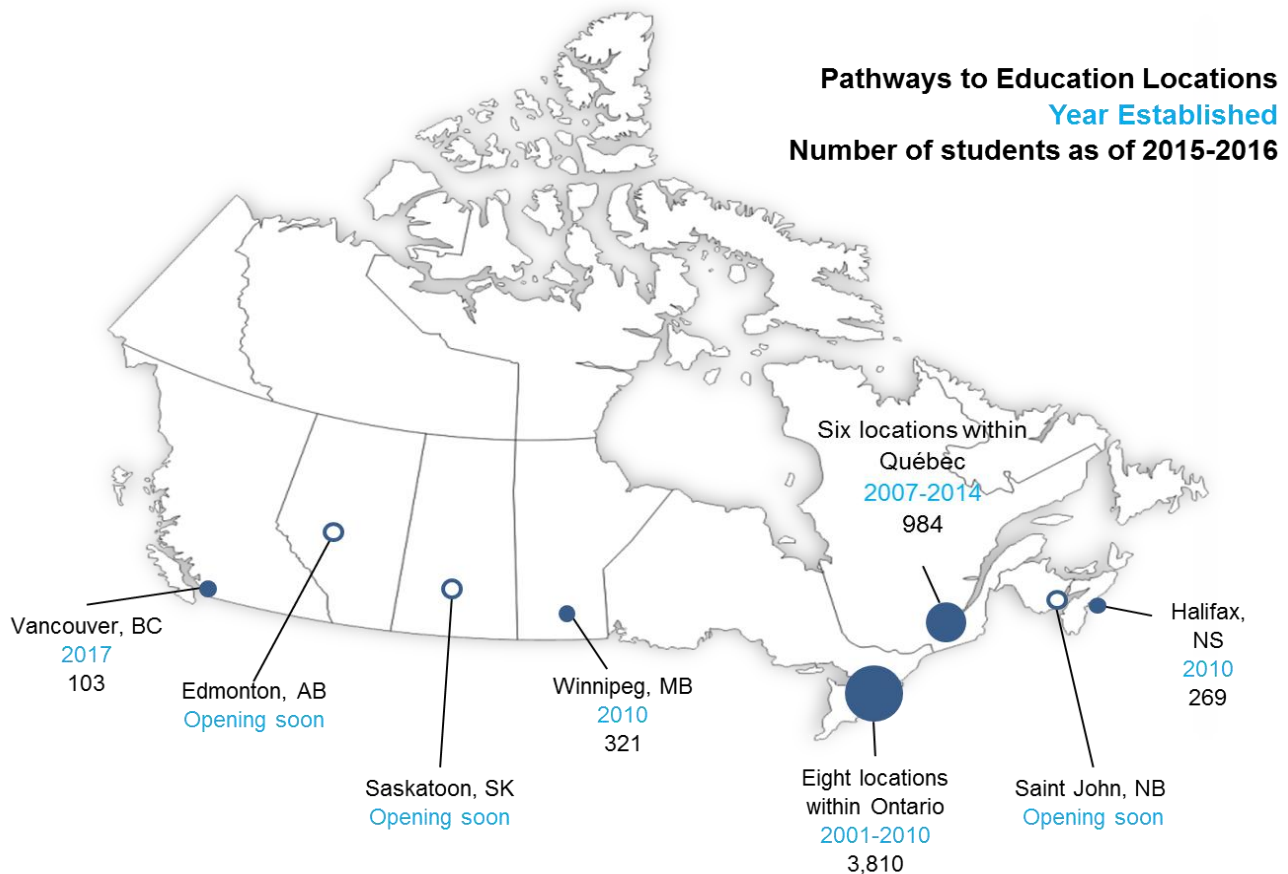 Pathways to Education Locations
Year Established
Number of students as of 2015-2016
Six locations within
Québec
2007-2014
984
Vancouver, BC
2017
103
Edmonton, AB
Opening soon
Saskatoon, SK
Opening soon
Winnipeg, MB
2010
321
Eight locations
within Ontario
2001-2010
3,810
Saint John, NB
Opening soon
Halifax,
NS
2010
269